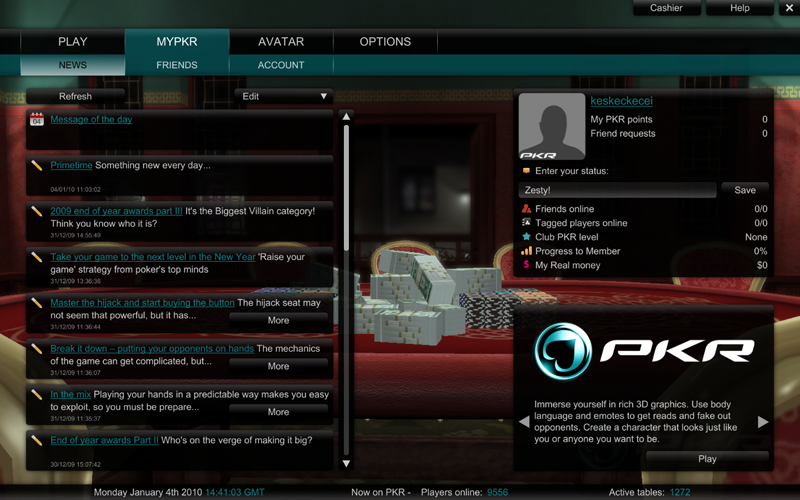 Cashier
Help
PLAY
MYPKR
AVATAR
OPTIONS
NEWS
FRIENDS
ACCOUNT
Refresh
Edit
04
Message of the day
Primetime Something new every day...
04/01/10 11:03:02
2009 end of year awards part III It's the Biggest Villain category!
Think you know who it is?
31/12/09 14:55:49
Take your game to the next level in the New Year 'Raise your
game' strategy from poker's top minds
31/12/09 13:36:36
Master the hijack and start buying the button The hijack seat may
not seem that powerful, but it has...
More
31/12/09 11:36:44
Break it down – putting your opponents on hands The mechanics
of the game can get complicated, but...
More
31/12/09 11:36:07
In the mix Playing your hands in a predictable way makes you easy
to exploit, so you must be prepare...
More
31/12/09 11:35:37
End of year awards Part II Who's on the verge of making it big?
30/12/09 15:07:42
PKR
keskeckecei
My PKR points 0
Friend requests 0
Enter your status:
Zesty!
Save
Friends online 0/0
Tagged players online 0/0
Club PKR level None
Progress to Member 0%
$ My Real money $0
PKR
Immerse yourself in rich 3D graphics. Use body
language and emotes to get reads and fake out
opponents. Create a character that looks just like
you or anyone you want to be.
Play
Monday January 4th 2010 14:41:03 GMT
Now on PKR - Players online: 9556
Active tables: 1272